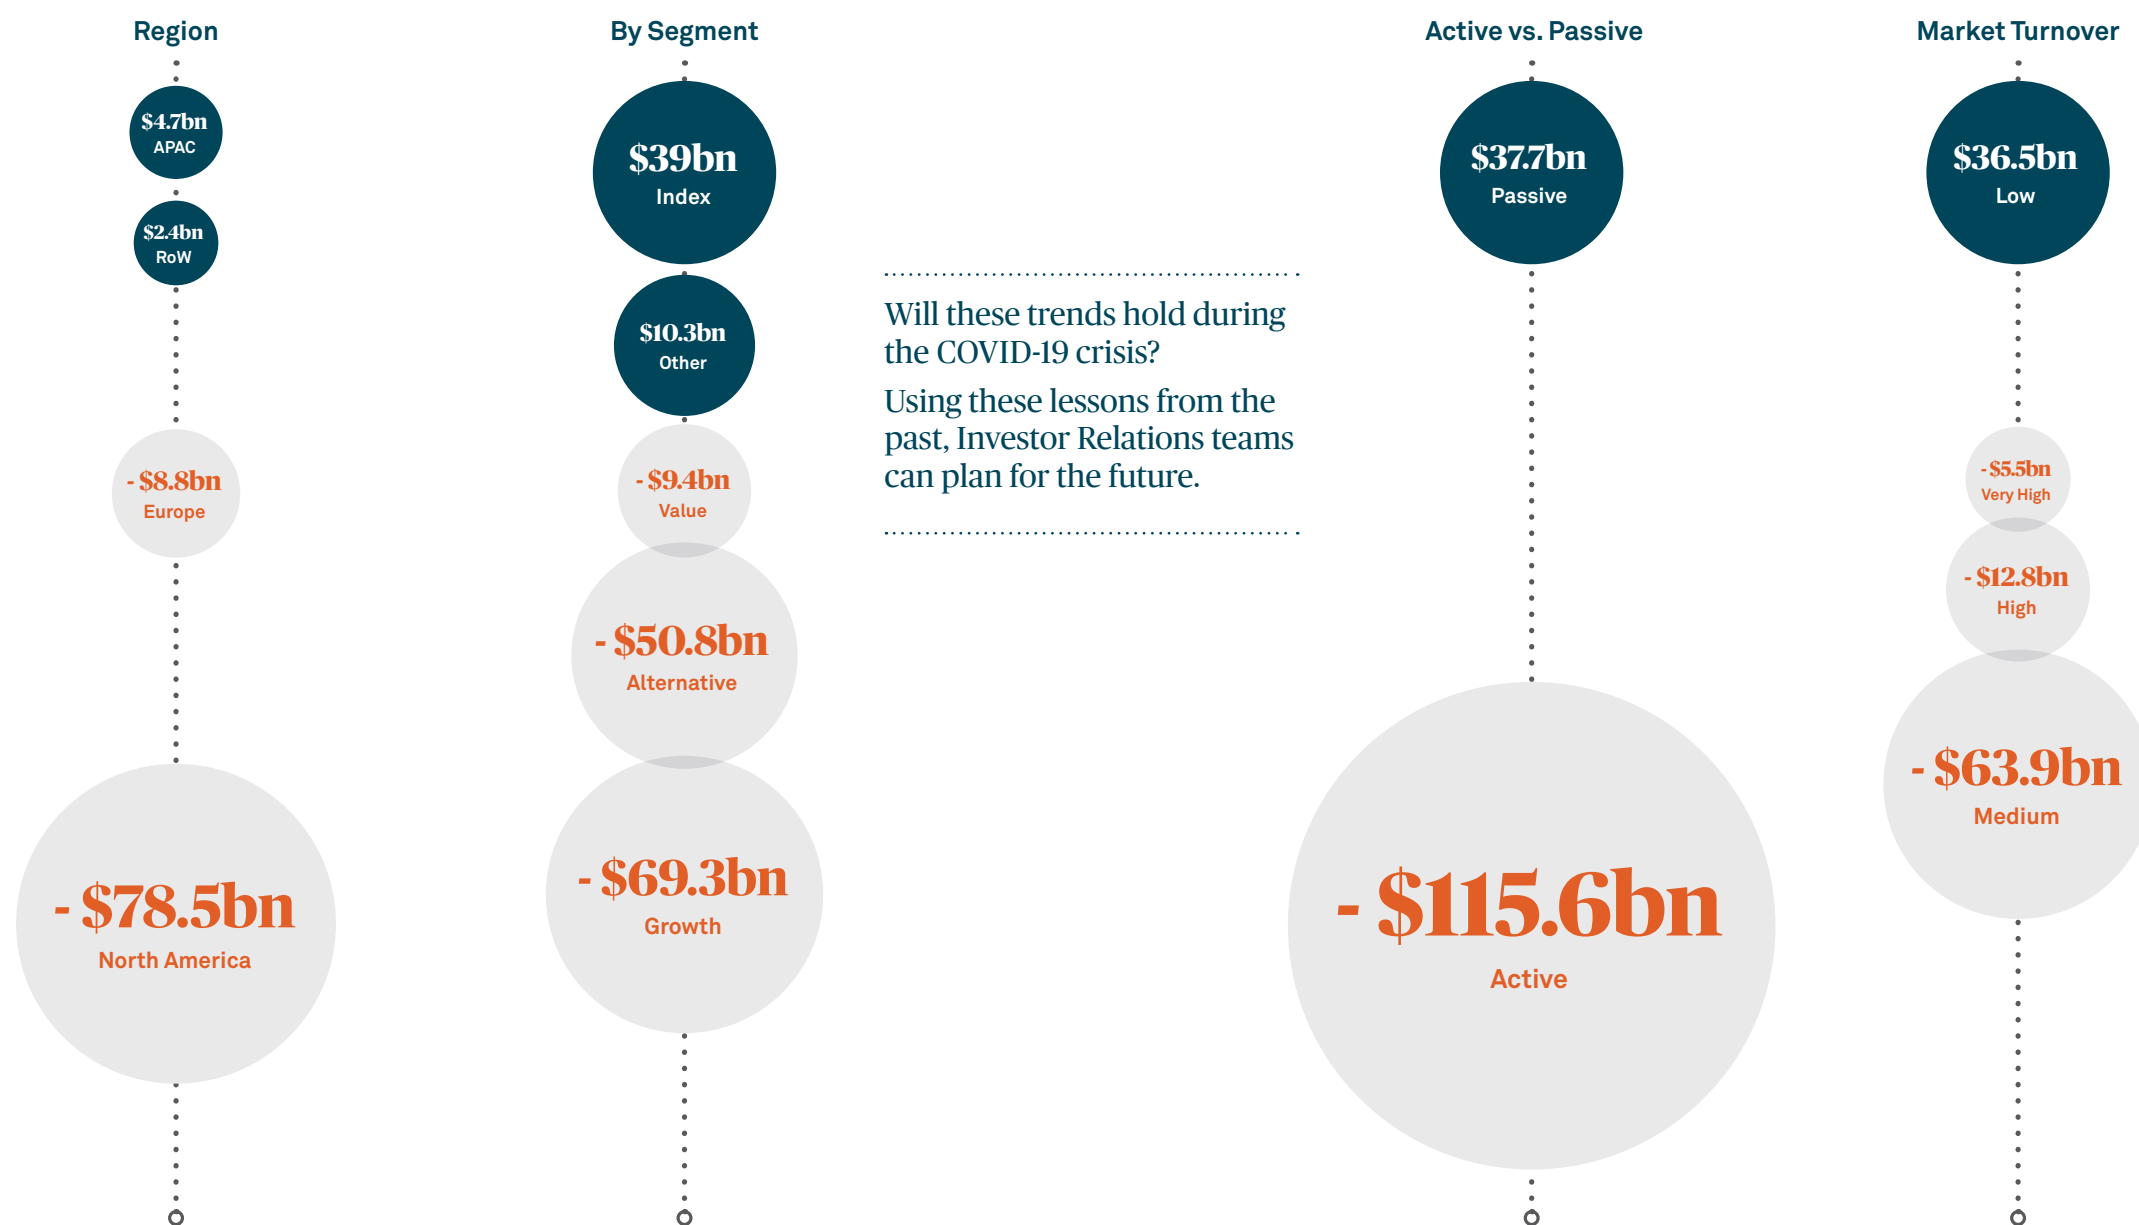 Region
$4.7bn
APAC
$2.4bn
RoW
- $8.8bn
Europe
- $78.5bn
North America
By Segment
$39bn
Index
$10.3bn
Other
- $9.4bn
Value
- $50.8bn
Alternative
- $69.3bn
Growth
Will these trends hold during
the COVID-19 crisis?
Using these lessons from the
past, Investor Relations teams
can plan for the future.
Active vs. Passive
$37.7bn
Passive
- $115.6bn
Active
Market Turnover
$36.5bn
Low
- $5.5bn
Very High
- $12.8bn
High
- $63.9bn
Medium